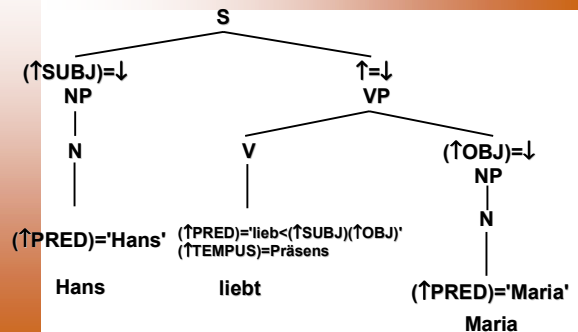 S
(↑SUBJ)=↓
NP
↑=↓
VP
N
V
(↑OBJ)=↓
NP
N
(↑PRED)='Hans'
(↑PRED)='lieb<(↑SUBJ)(↑OBJ)'
(↑TEMPUS)=Präsens
(↑PRED)='Maria'
Hans
liebt
Maria